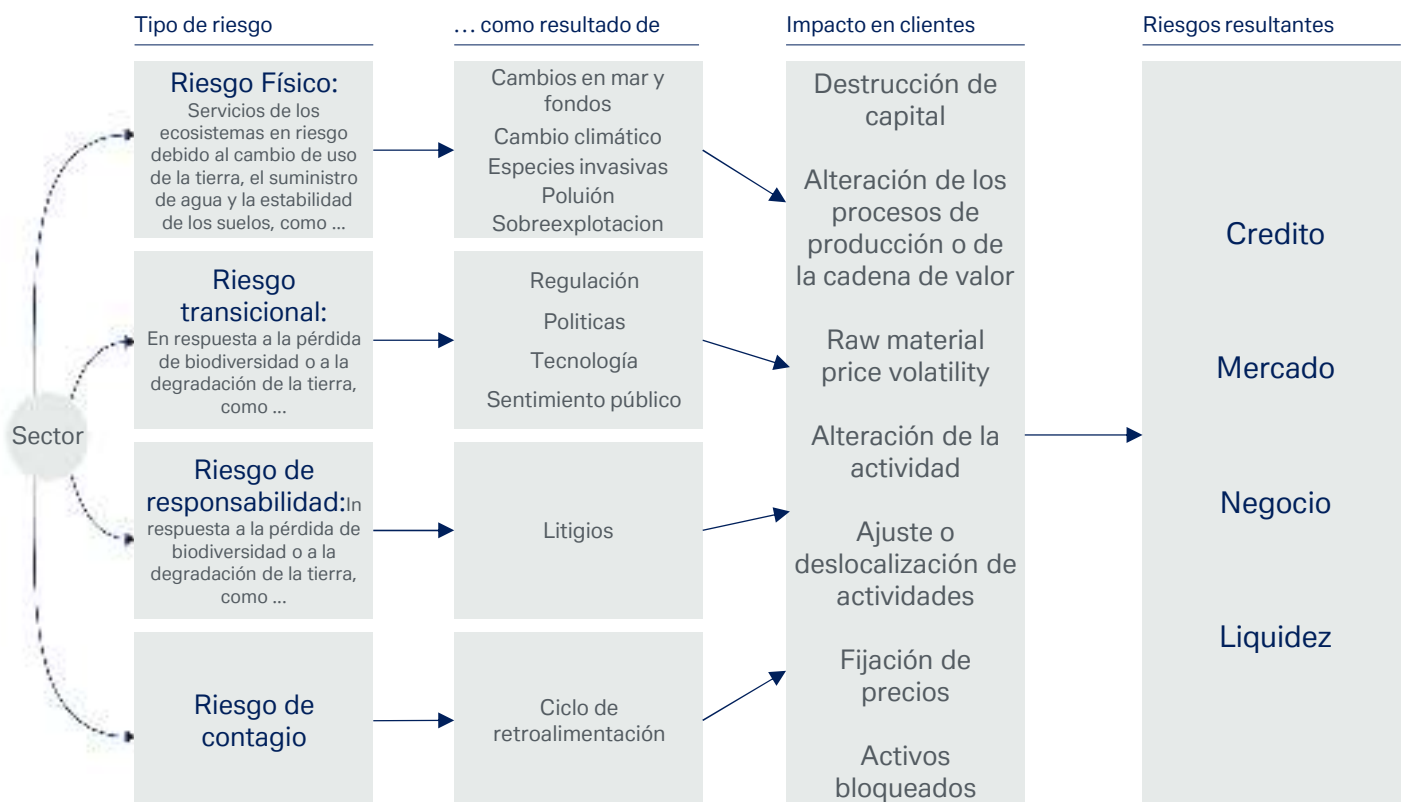 Tipo de riesgo
… como resultado de
Impacto en clientes
Riesgos resultantes
Sector
Riesgo Físico:
Servicios de los
ecosistemas en riesgo
debido al cambio de uso
de la tierra, el suministro
de agua y la estabilidad
de los suelos, como ...
Cambios en mar y
fondos
Cambio climático
Especies invasivas
Poluión
Sobreexplotacion
Riesgo
transicional:
En respuesta a la pérdida
de biodiversidad o a la
degradación de la tierra,
como ...
Regulación
Politicas
Tecnología
Sentimiento público
Riesgo de
responsabilidad:In
respuesta a la pérdida de
biodiversidad o a la
degradación de la tierra,
como ...
Litigios
Riesgo de
contagio
Ciclo de
retroalimentación
Destrucción de
capital
Alteración de los
procesos de
producción o de
la cadena de valor
Raw material
price volatility
Alteración de la
actividad
Ajuste o
deslocalización de
actividades
Fijación de
precios
Activos
bloqueados
Credito
Mercado
Negocio
Liquidez